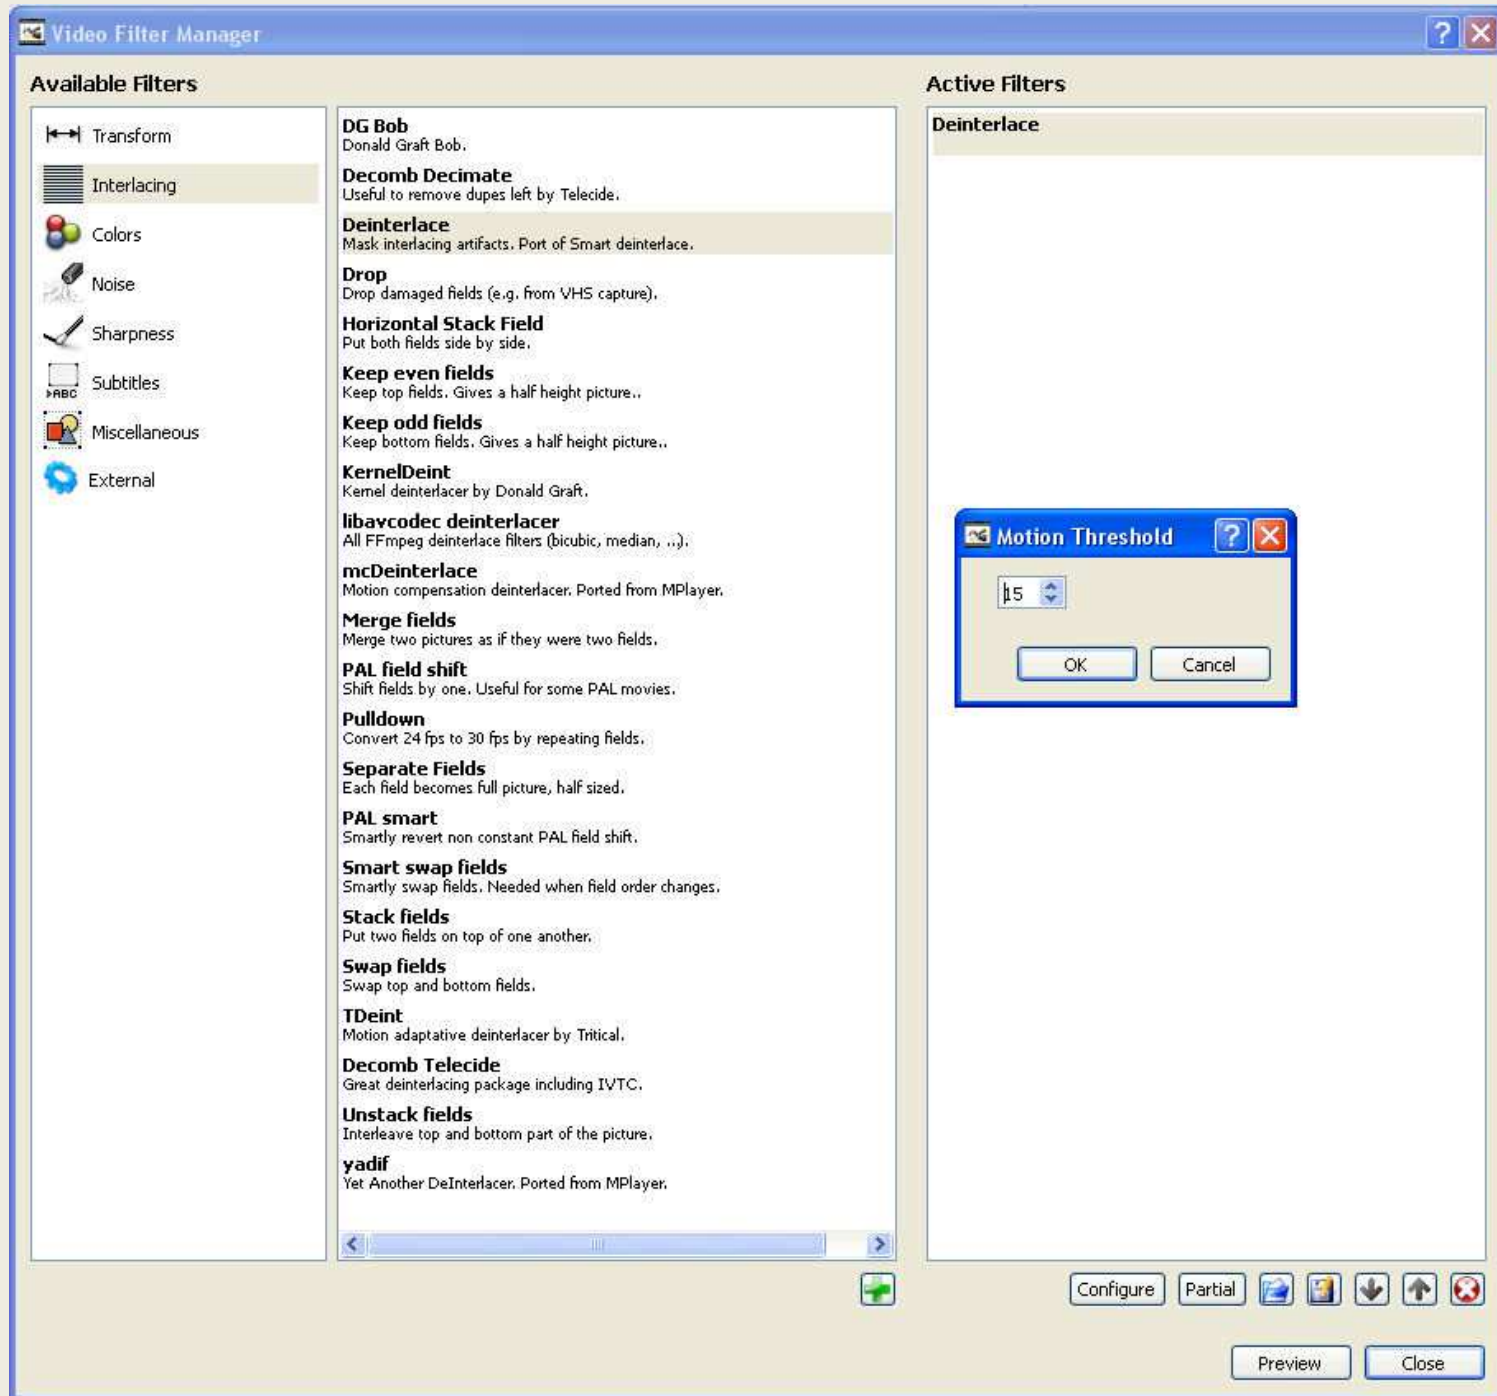 Video Filter Manager
Available Filters
Transform
Interlacing
Colors
Noise
Sharpness
>ABC
Subtitles
Miscellaneous
External
DG Bob
Donald Graft Bob.
Decomb Decimate
Useful to remove dupes left by Telecide.
Deinterlace
Mask interlacing artifacts. Port of Smart deinterlace.
Drop
Drop damaged fields (e.g. from VHS capture).
Horizontal Stack Field
Put both fields side by side.
Keep even fields
Keep top fields. Gives a half height picture..
Keep odd fields
Keep bottom fields. Gives a half height picture..
KernelDeint
Kernel deinterlacer by Donald Graft.
libavcodec deinterlacer
All FFmpeg deinterlace filters (bicubic, median, ...).
mcDeinterlace
Motion compensation deinterlacer. Ported from MPlayer.
Merge fields
Merge two pictures as if they were two fields.
PAL field shift
Shift fields by one. Useful for some PAL movies.
Pulldown
Convert 24 fps to 30 fps by repeating fields.
Separate Fields
Each field becomes full picture, half sized.
PAL smart
Smartly revert non constant PAL field shift.
Smart swap fields
Smartly swap fields. Needed when field order changes.
Stack fields
Put two fields on top of one another.
Swap fields
Swap top and bottom fields.
TDeint
Motion adaptative deinterlacer by Tritical.
Decomb Telecide
Great deinterlacing package including IVTC.
Unstack fields
Interleave top and bottom part of the picture.
yadif
Yet Another DeInterlacer. Ported from MPlayer.
Active Filters
Deinterlace
Motion Threshold
15
OK Cancel
Configure Partial
Preview Close